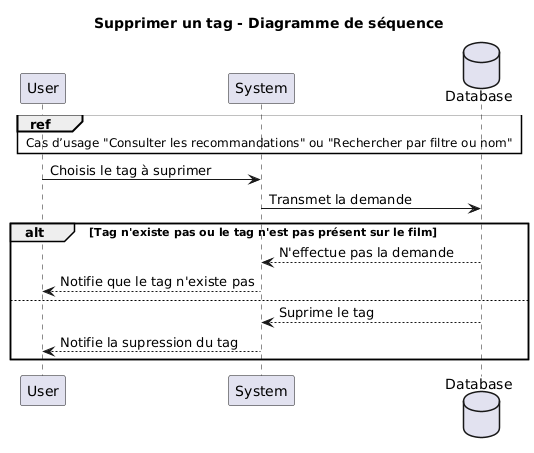 Supprimer un tag - Diagramme de séquence
User System Database
ref
Cas d’usage "Consulter les recommandations" ou "Rechercher par filtre ou nom"
Choisis le tag à suprimer
Transmet la demande
alt [Tag n'existe pas ou le tag n'est pas présent sur le film]
N'effectue pas la demande
Notifie que le tag n'existe pas
Suprime le tag
Notifie la supression du tag
User System Database